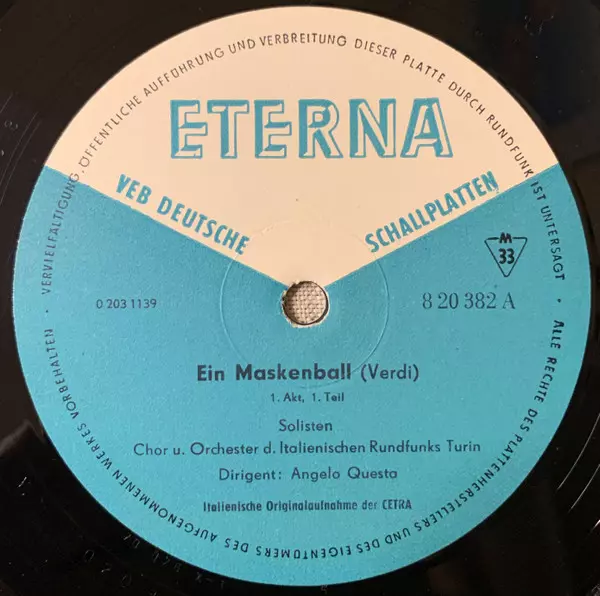 ETERNA
VEB DEUTSCHE SCHALLPLATTEN
M
33
0 203 1139
8 20 382 A
Ein Maskenball (Verdi)
1. Akt, 1. Teil
Solisten
Chor u. Orchester d. Italienischen Rundfunks Turin
Dirigent: Angelo Questa
Italienische Originalaufnahme der CETRA
ALLE RECHTE DES PLATTENHERSTELLERS UND DES EIGENTÜMERS DES AUFGENOMMENEN WERKES VORBEHALTEN · VERVIELFÄLTIGUNG, ÖFFENTLICHE AUFFÜHRUNG UND VERBREITUNG DIESER PLATTE DURCH RUNDFUNK IST UNTERSAGT ·